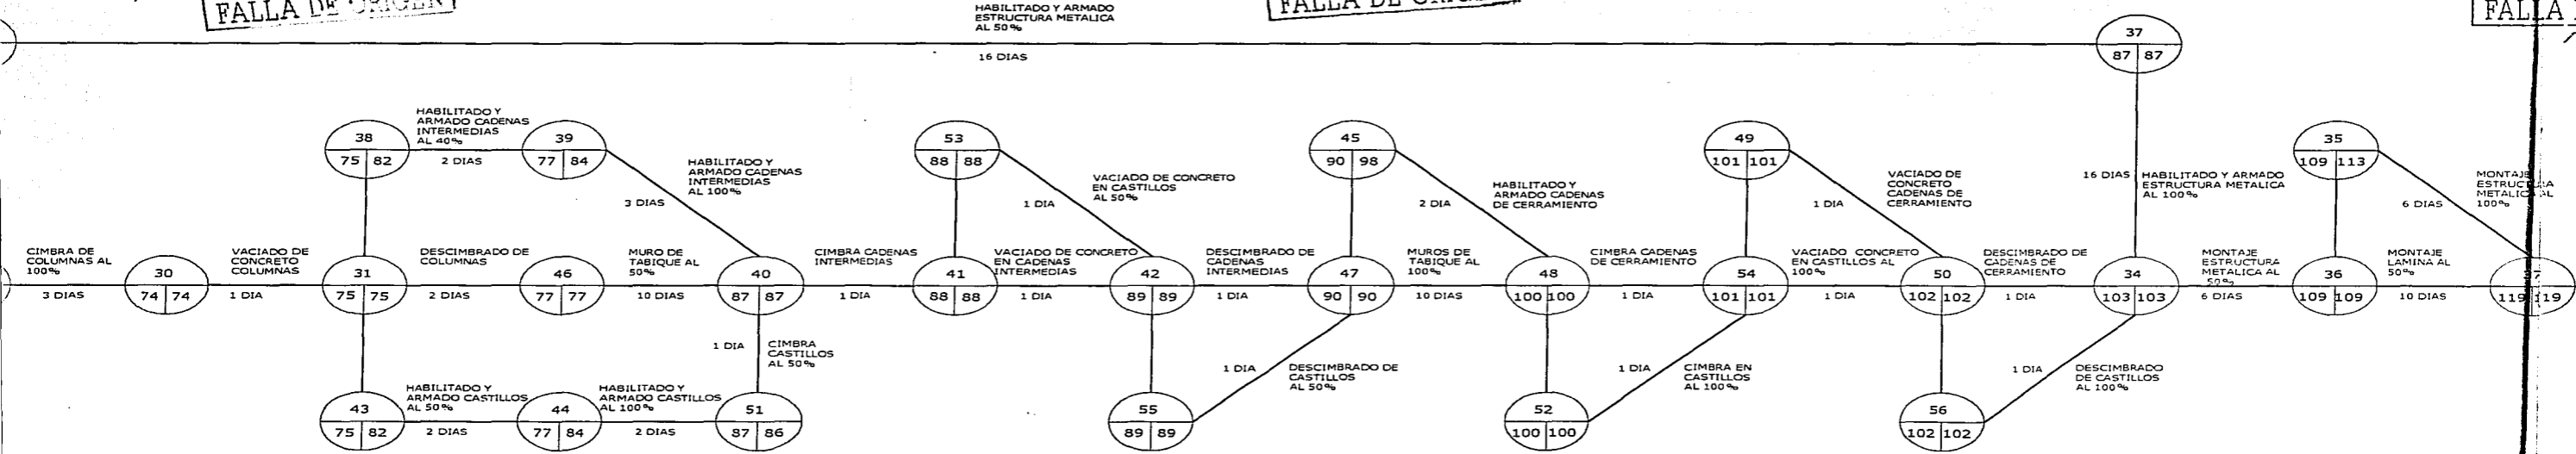 FALLA DE ORIGEN
HABILITADO Y ARMADO
ESTRUCTURA METALICA
AL 50%
FALLA DE
FALLA
37
87 87
16 DIAS
38
75 82
HABILITADO Y
ARMADO CADENAS
INTERMEDIAS
AL 40%
2 DIAS
39
77 84
HABILITADO Y
ARMADO CADENAS
INTERMEDIAS
AL 100%
3 DIAS
53
88 88
VACIADO DE CONCRETO
EN CASTILLOS
AL 50%
1 DIA
45
90 98
HABILITADO Y
ARMADO CADENAS
DE CERRAMIENTO
2 DIA
49
101 101
VACIADO DE
CONCRETO
CADENAS DE
CERRAMIENTO
1 DIA
16 DIAS
HABILITADO Y ARMADO
ESTRUCTURA METALICA
AL 100%
35
109 113
MONTAJE
ESTRUCTURA
METALICA AL
100%
6 DIAS
CIMBRA DE
COLUMNAS AL
100%
3 DIAS
30
74 74
VACIADO DE
CONCRETO
COLUMNAS
1 DIA
31
75 75
DESCIMBRADO DE
COLUMNAS
2 DIAS
46
77 77
MURO DE
TABIQUE AL
50%
10 DIAS
40
87 87
CIMBRA CADENAS
INTERMEDIAS
1 DIA
41
88 88
VACIADO DE CONCRETO
EN CADENAS
INTERMEDIAS
1 DIA
42
89 89
DESCIMBRADO DE
CADENAS
INTERMEDIAS
1 DIA
47
90 90
MUROS DE
TABIQUE AL
100%
10 DIAS
48
100 100
CIMBRA CADENAS
DE CERRAMIENTO
1 DIA
54
101 101
VACIADO CONCRETO
EN CASTILLOS AL
100%
1 DIA
50
102 102
DESCIMBRADO DE
CADENAS DE
CERRAMIENTO
1 DIA
34
103 103
MONTAJE
ESTRUCTURA
METALICA AL
50%
6 DIAS
36
109 109
MONTAJE
LAMINA AL
50%
10 DIAS
119 119
1 DIA
CIMBRA
CASTILLOS
AL 50%
43
75 82
HABILITADO Y
ARMADO CASTILLOS
AL 50%
2 DIAS
44
77 84
HABILITADO Y
ARMADO CASTILLOS
AL 100%
2 DIAS
51
87 86
55
89 89
1 DIA
DESCIMBRADO DE
CASTILLOS
AL 50%
52
100 100
1 DIA
CIMBRA EN
CASTILLOS
AL 100%
56
102 102
1 DIA
DESCIMBRADO
DE CASTILLOS
AL 100%